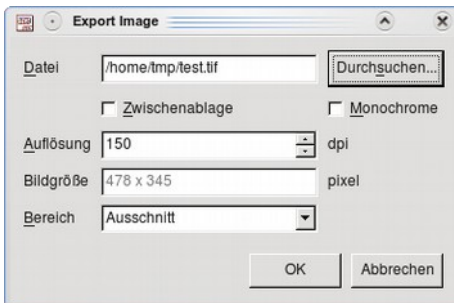 Export Image
Datei /home/tmp/test.tif Durchsuchen...
Zwischenablage Monochrome
Auflösung 150 dpi
Bildgröße 478 x 345 pixel
Bereich Ausschnitt
OK Abbrechen